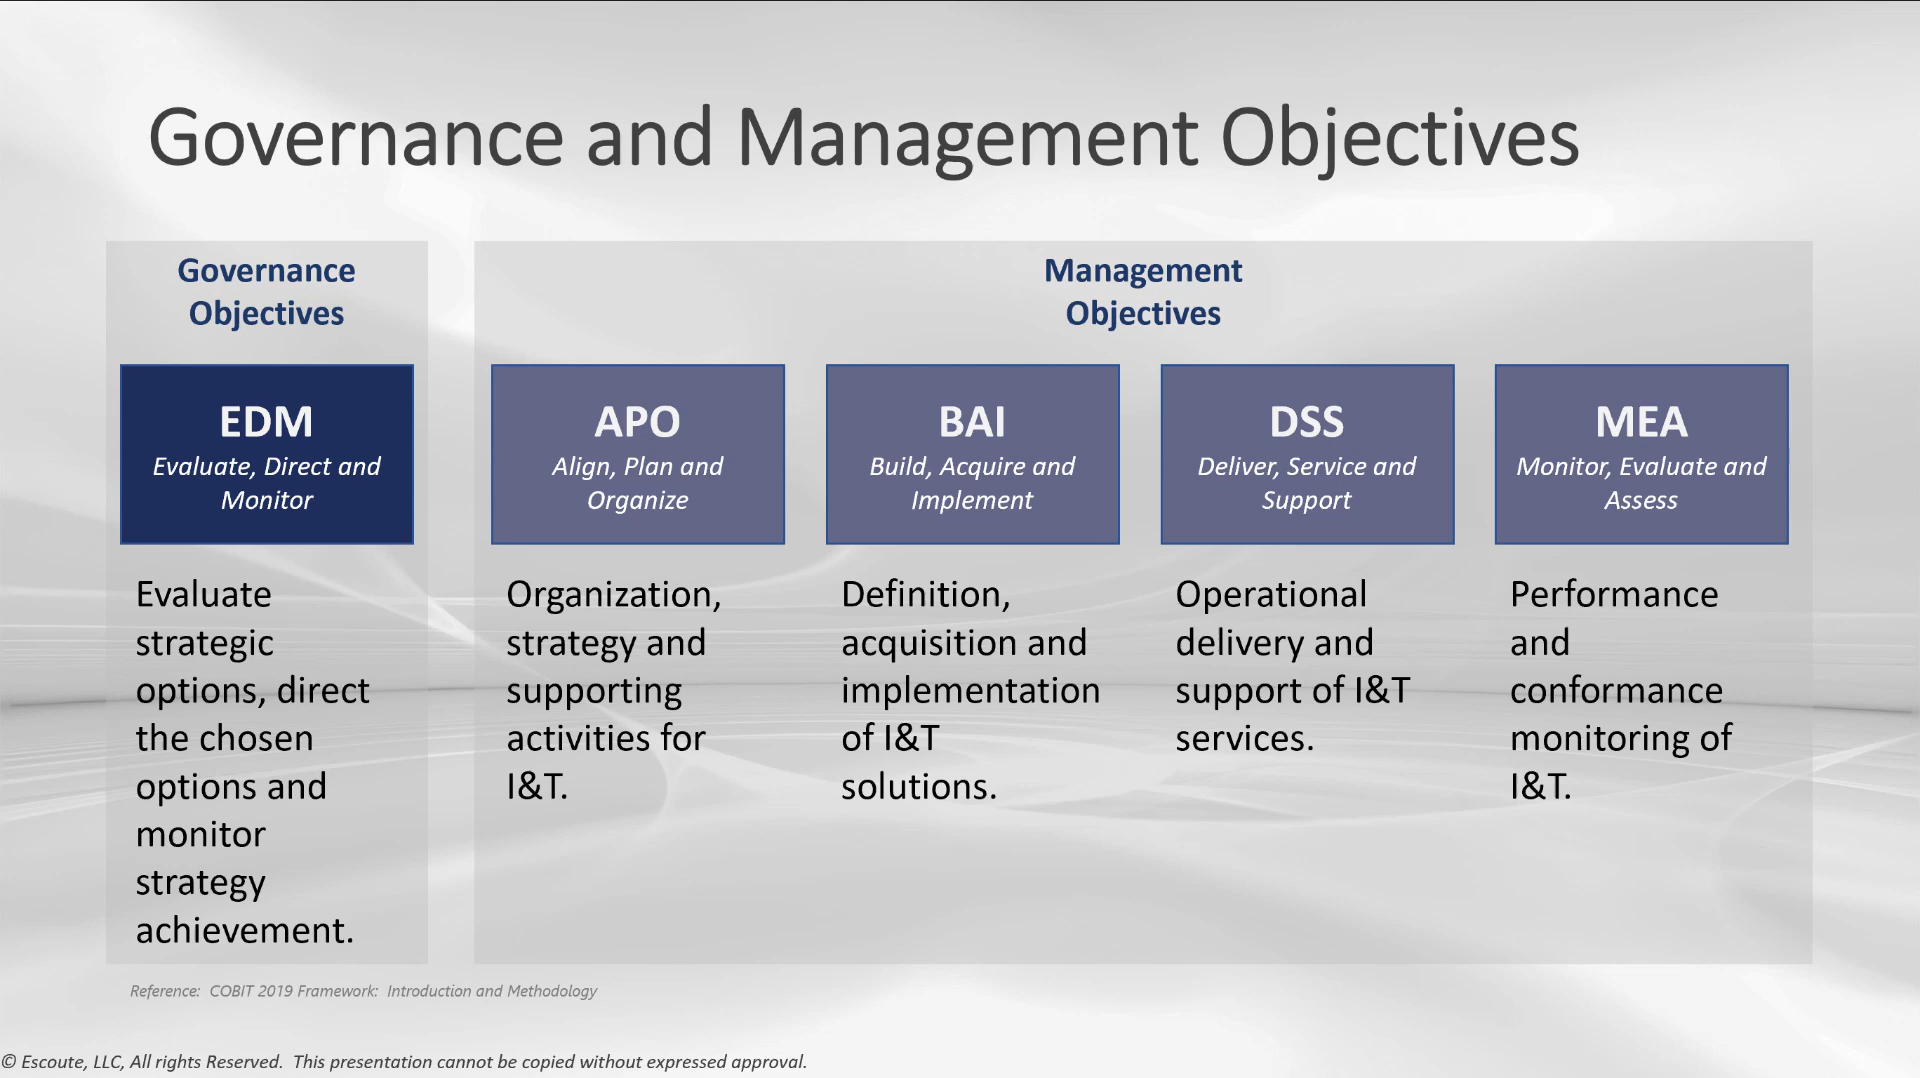 Governance and Management Objectives
Governance
Objectives
EDM
Evaluate, Direct and
Monitor
Evaluate
strategic
options, direct
the chosen
options and
monitor
strategy
achievement.
Management
Objectives
APO
Align, Plan and
Organize
Organization,
strategy and
supporting
activities for
I&T.
BAI
Build, Acquire and
Implement
Definition,
acquisition and
implementation
of I&T
solutions.
DSS
Deliver, Service and
Support
Operational
delivery and
support of I&T
services.
MEA
Monitor, Evaluate and
Assess
Performance
and
conformance
monitoring of
I&T.
Reference:  COBIT 2019 Framework:  Introduction and Methodology
© Escoute, LLC, All rights Reserved.  This presentation cannot be copied without expressed approval.